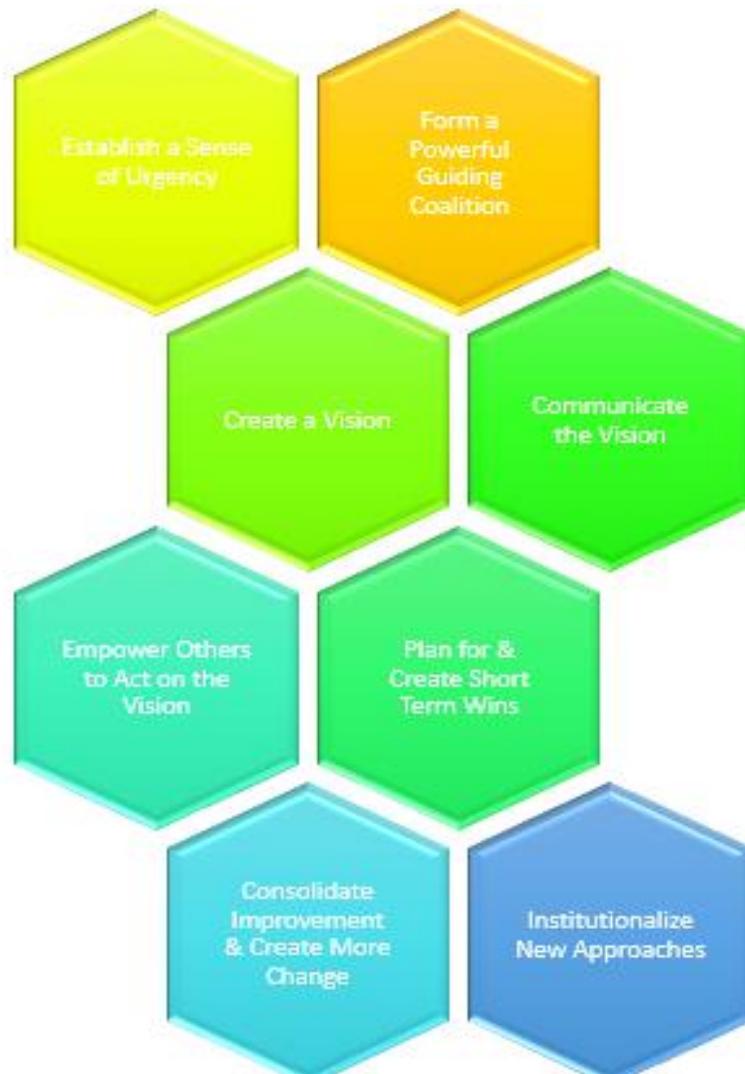 Establish a Sense
of Urgency
Form a
Powerful
Guiding
Coalition
Create a Vision
Communicate
the Vision
Empower Others
to Act on the
Vision
Plan for &
Create Short
Term Wins
Consolidate
Improvement
& Create More
Change
Institutionalize
New Approaches